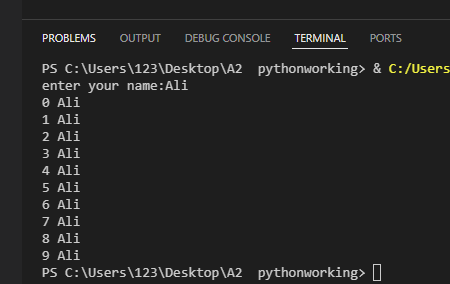 PROBLEMS OUTPUT DEBUG CONSOLE TERMINAL PORTS
PS C:\Users\123\Desktop\A2  pythonworking> & C:/Users
enter your name:Ali
0 Ali
1 Ali
2 Ali
3 Ali
4 Ali
5 Ali
6 Ali
7 Ali
8 Ali
9 Ali
PS C:\Users\123\Desktop\A2  pythonworking>